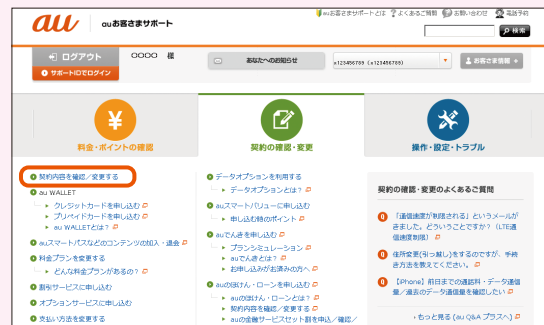 au auお客さまサポート
auお客さまサポートとは よくあるご質問 お問い合わせ 電話予約
検索
ログアウト
OOOO 様
あなたへのお知らせ
お客さま情報
サポートIDでログイン
料金・ポイントの確認
契約の確認・変更
操作・設定・トラブル
契約内容を確認／変更する
au WALLET
クレジットカードを申し込む
プリペイドカードを申し込む
au WALLETとは？
auスマートパスなどのコンテンツの加入・退会
料金プランを変更する
どんな料金プランがあるの？
割引サービスに申し込む
オプションサービスに申し込む
支払い方法を変更する
データオプションを利用する
データオプションとは？
auスマートバリューに申し込む
申し込む時のポイント
auでんきを申し込む
プランシミュレーション
auでんきとは？
お申し込みがお済みの方へ
auのほけん・ローンを申し込む
auのほけん・ローンとは？
ご契約内容を変更する
auの金融サービスセット割を申込／確認／
契約の確認・変更のよくあるご質問
「通信速度が制限される」というメールが
きました。どういうことですか？（LTE通
信速度制限）
住所変更(引っ越し)をするのですが、手続
き方法を教えてください。
【iPhone】前日までの通話料・データ通信
量／過去のデータ通信量を確認したい
もっと見る (au Q&A プラスへ)